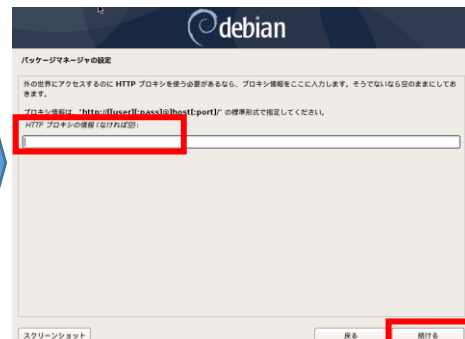 debian
パッケージマネージャの設定
外の世界にアクセスするのに HTTP プロキシを使う必要があるなら、プロキシ情報をここに入力します。そうでないなら空のままにしてお
きます。
プロキシ情報は、"http://[[user][:pass]@]host[:port]/" の標準形式で指定してください。
HTTP プロキシの情報 (なければ空):
スクリーンショット
戻る
続ける